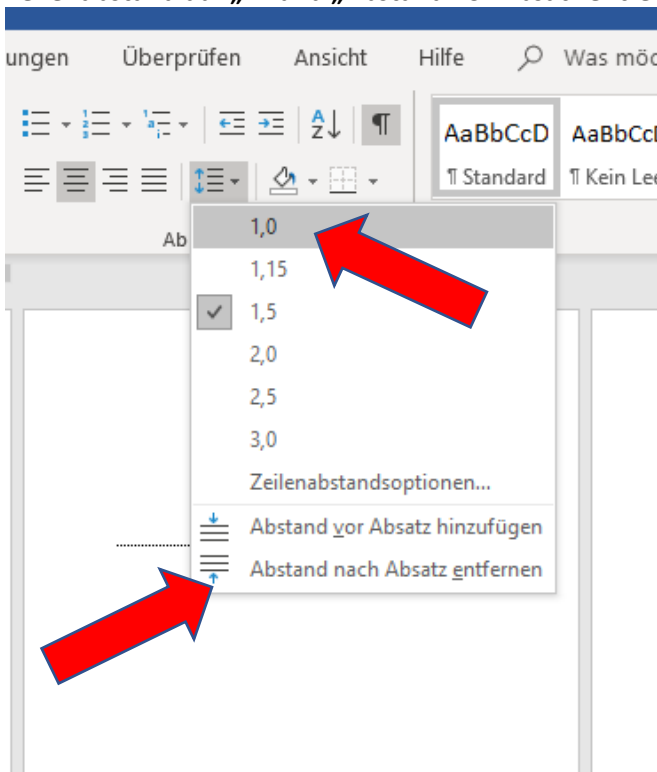 ungen Überprüfen Ansicht Hilfe Was möc
AaBbCcD AaBbCcI
¶ Standard ¶ Kein Lee
Ab
1,0
1,15
1,5
2,0
2,5
3,0
Zeilenabstandsoptionen...
Abstand vor Absatz hinzufügen
Abstand nach Absatz entfernen